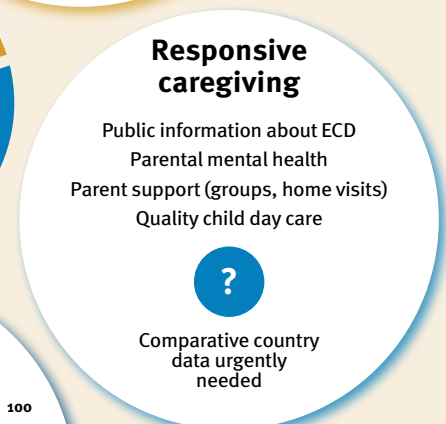 Responsive
caregiving
Public information about ECD
Parental mental health
Parent support (groups, home visits)
Quality child day care
?
Comparative country
data urgently
needed
100